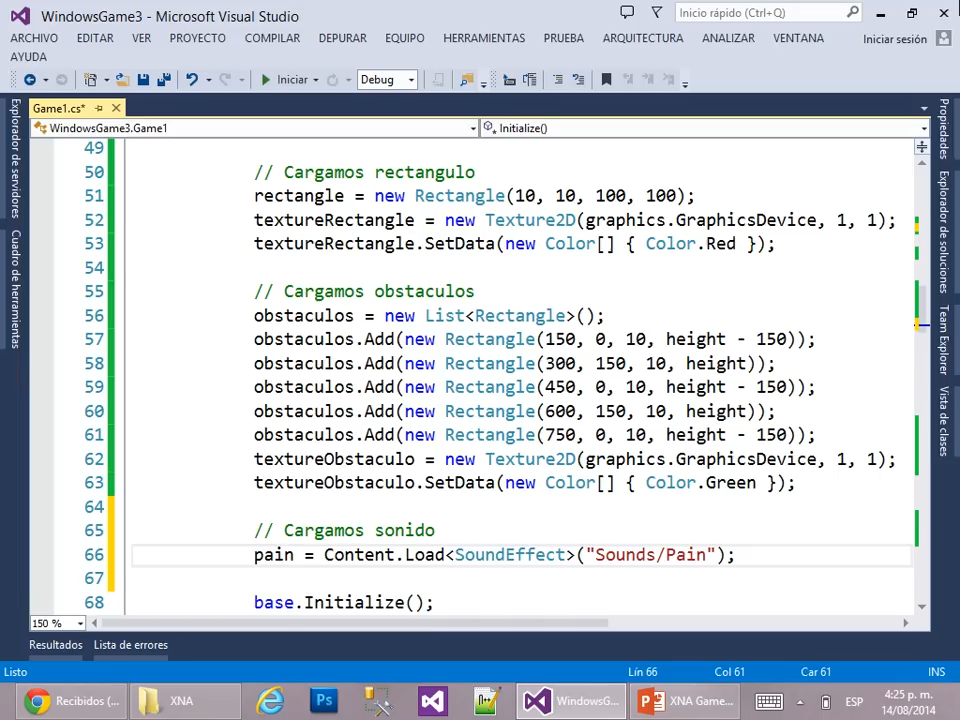 WindowsGame3 - Microsoft Visual Studio
Inicio rápido (Ctrl+Q)
ARCHIVO EDITAR VER PROYECTO COMPILAR DEPURAR EQUIPO HERRAMIENTAS PRUEBA ARQUITECTURA ANALIZAR VENTANA Iniciar sesión
AYUDA
Iniciar Debug
Game1.cs*
WindowsGame3.Game1 Initialize()
Explorador de servidores
Cuadro de herramientas
49
50 // Cargamos rectangulo
51 rectangle = new Rectangle(10, 10, 100, 100);
52 textureRectangle = new Texture2D(graphics.GraphicsDevice, 1, 1);
53 textureRectangle.SetData(new Color[] { Color.Red });
54
55 // Cargamos obstaculos
56 obstaculos = new List<Rectangle>();
57 obstaculos.Add(new Rectangle(150, 0, 10, height - 150));
58 obstaculos.Add(new Rectangle(300, 150, 10, height));
59 obstaculos.Add(new Rectangle(450, 0, 10, height - 150));
60 obstaculos.Add(new Rectangle(600, 150, 10, height));
61 obstaculos.Add(new Rectangle(750, 0, 10, height - 150));
62 textureObstaculo = new Texture2D(graphics.GraphicsDevice, 1, 1);
63 textureObstaculo.SetData(new Color[] { Color.Green });
64
65 // Cargamos sonido
66 pain = Content.Load<SoundEffect>("Sounds/Pain");
67
68 base.Initialize();
Propiedades
Explorador de soluciones
Team Explorer
Vista de clases
150 %
Resultados Lista de errores
Listo Lín 66 Col 61 Car 61 INS
Recibidos (... XNA Ps WindowsG... XNA Game... ESP 4:25 p. m.
14/08/2014